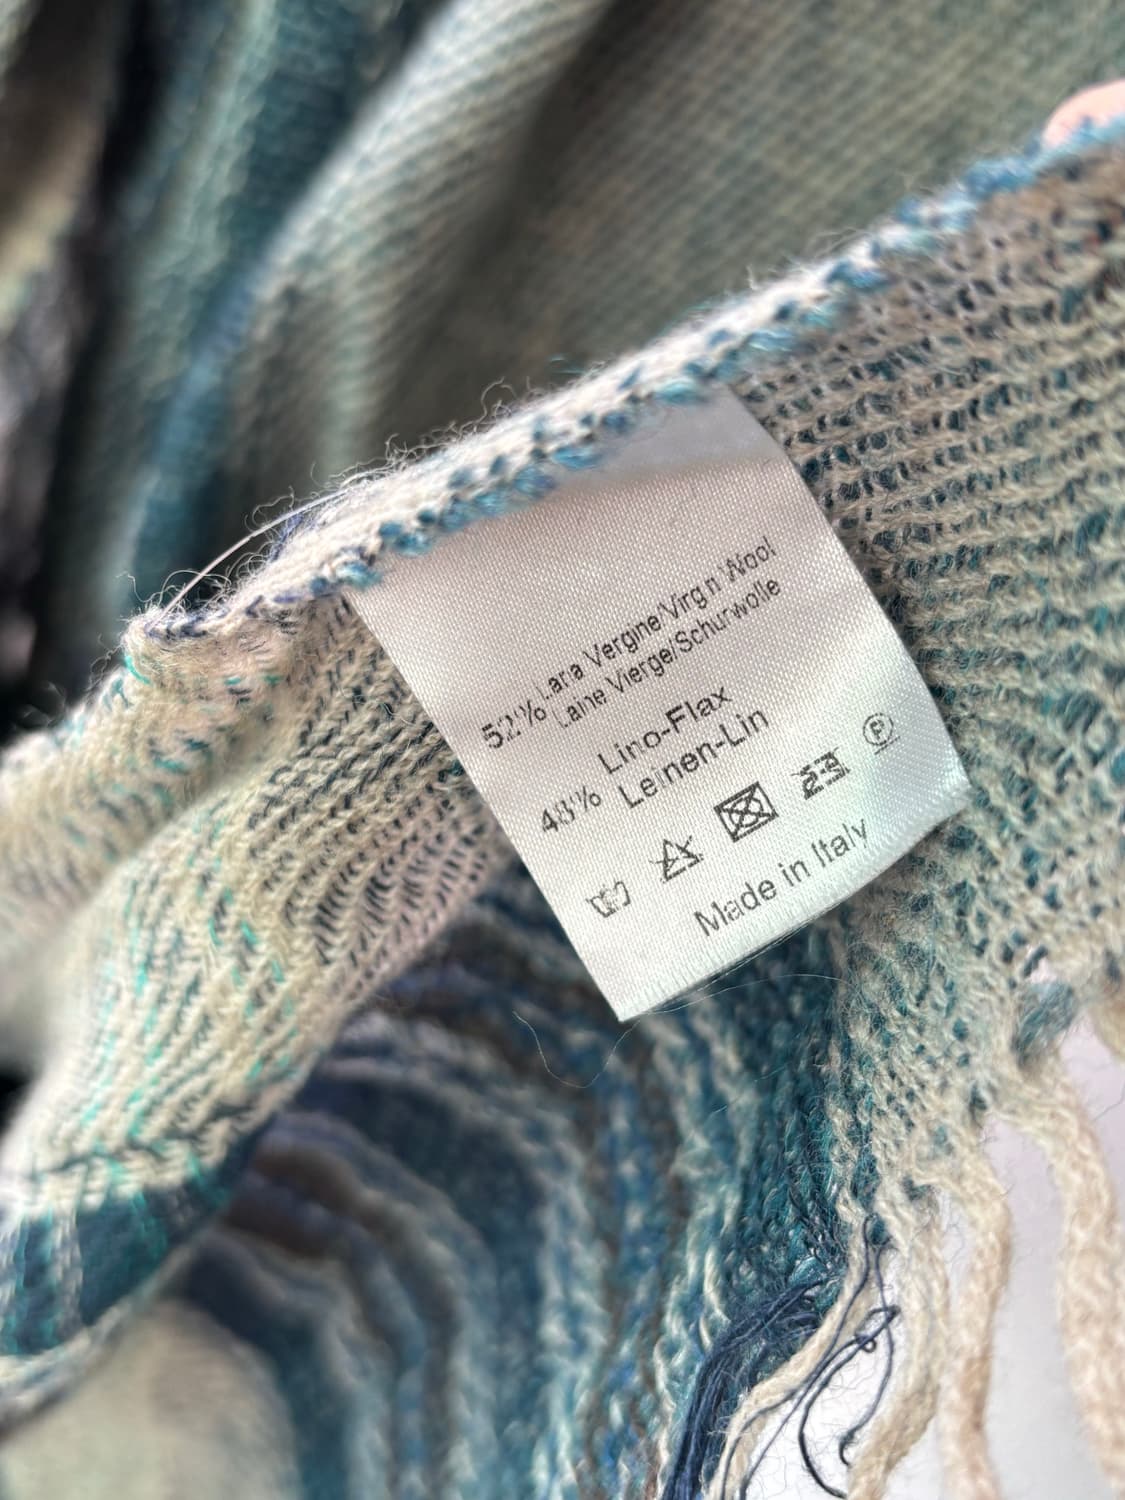 52% Lana Vergine/Virgin Wool
Laine Vierge/Schurwolle
Lino-Flax
48% Leinen-Lin
P
Made in Italy